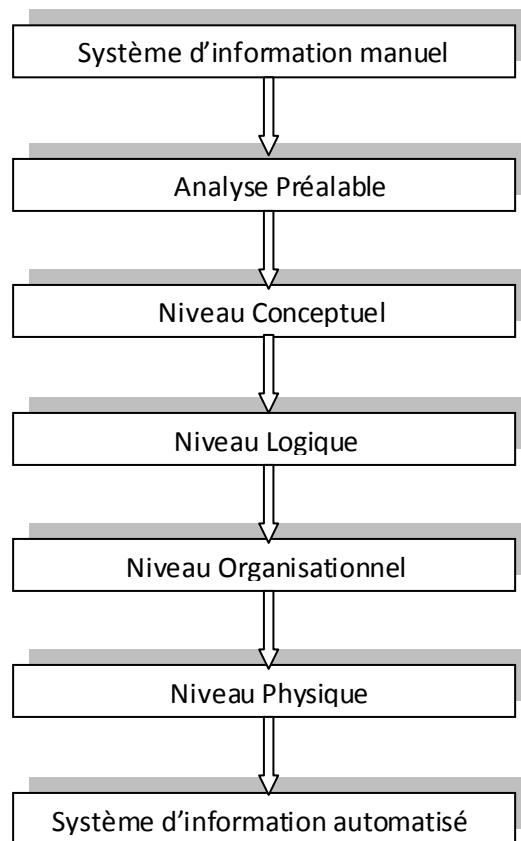 Système d’information manuel
Analyse Préalable
Niveau Conceptuel
Niveau Logique
Niveau Organisationnel
Niveau Physique
Système d’information automatisé